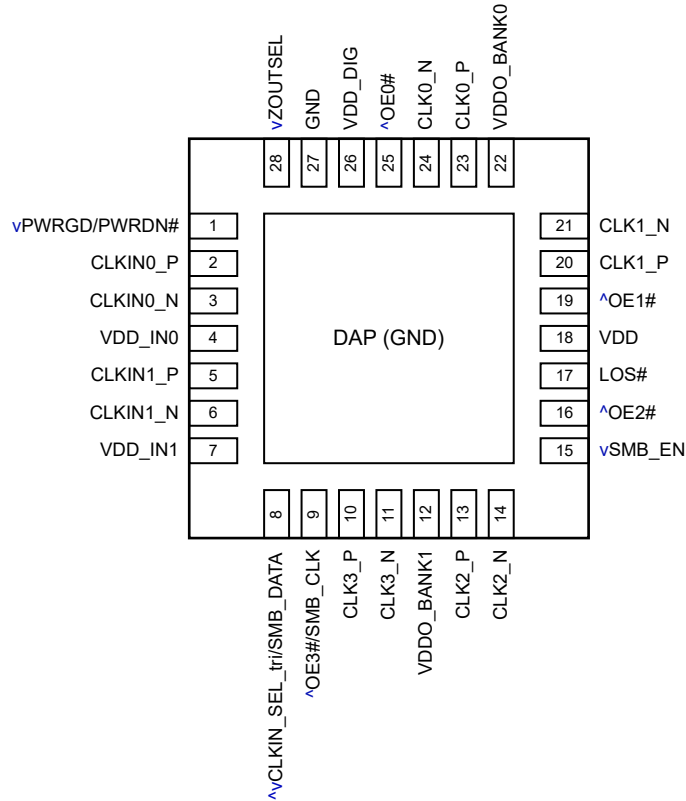 vZOUTSEL
GND
VDD_DIG
^OE0#
CLK0_N
CLK0_P
VDDO_BANK0
28
27
26
25
24
23
22
vPWRGD/PWRDN# 1
CLKIN0_P 2
CLKIN0_N 3
VDD_IN0 4
CLKIN1_P 5
CLKIN1_N 6
VDD_IN1 7
DAP (GND)
21 CLK1_N
20 CLK1_P
19 ^OE1#
18 VDD
17 LOS#
16 ^OE2#
15 vSMB_EN
8
9
10
11
12
13
14
^vCLKIN_SEL_tri/SMB_DATA
^OE3#/SMB_CLK
CLK3_P
CLK3_N
VDDO_BANK1
CLK2_P
CLK2_N